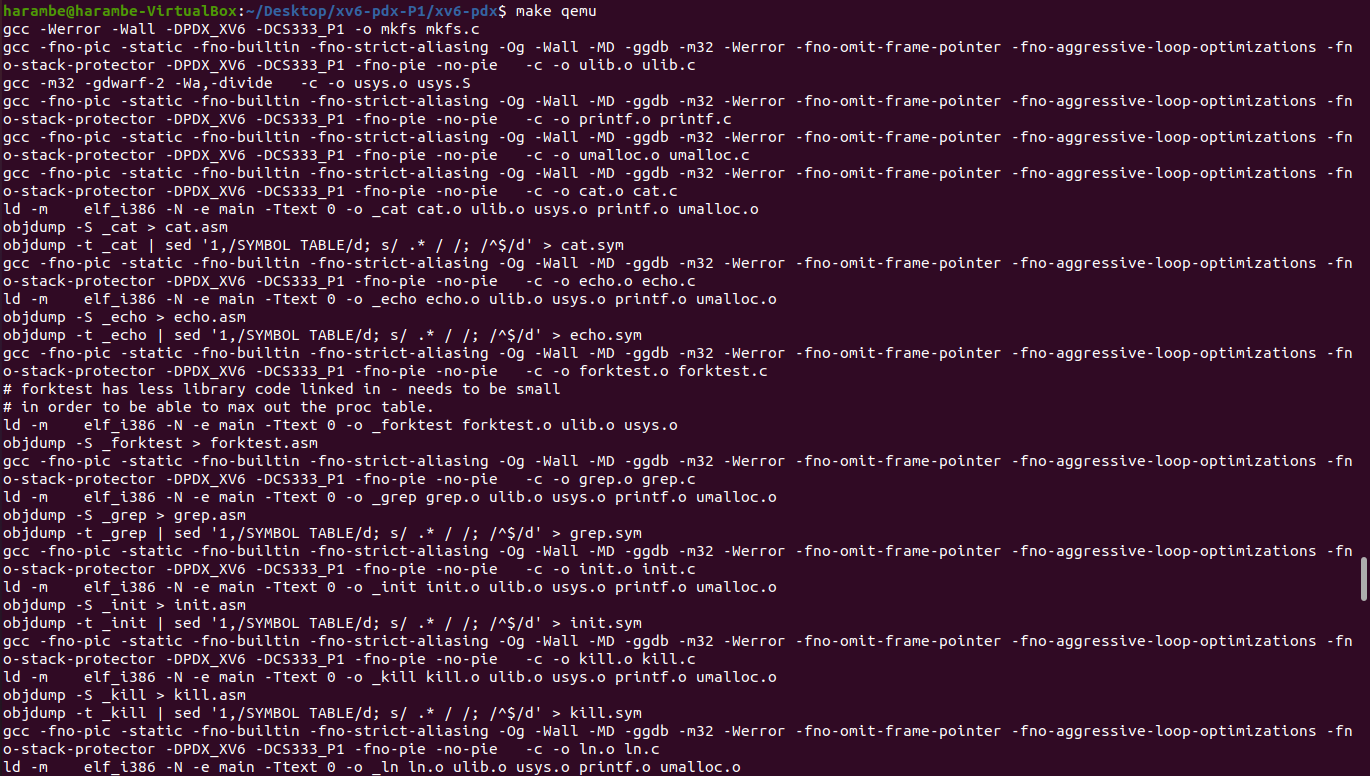 harambe@harambe-VirtualBox:~/Desktop/xv6-pdx-P1/xv6-pdx$ make qemu
gcc -Werror -Wall -DPDX_XV6 -DCS333_P1 -o mkfs mkfs.c
gcc -fno-pic -static -fno-builtin -fno-strict-aliasing -Og -Wall -MD -ggdb -m32 -Werror -fno-omit-frame-pointer -fno-aggressive-loop-optimizations -fn
o-stack-protector -DPDX_XV6 -DCS333_P1 -fno-pie -no-pie   -c -o ulib.o ulib.c
gcc -m32 -gdwarf-2 -Wa,-divide   -c -o usys.o usys.S
gcc -fno-pic -static -fno-builtin -fno-strict-aliasing -Og -Wall -MD -ggdb -m32 -Werror -fno-omit-frame-pointer -fno-aggressive-loop-optimizations -fn
o-stack-protector -DPDX_XV6 -DCS333_P1 -fno-pie -no-pie   -c -o printf.o printf.c
gcc -fno-pic -static -fno-builtin -fno-strict-aliasing -Og -Wall -MD -ggdb -m32 -Werror -fno-omit-frame-pointer -fno-aggressive-loop-optimizations -fn
o-stack-protector -DPDX_XV6 -DCS333_P1 -fno-pie -no-pie   -c -o umalloc.o umalloc.c
gcc -fno-pic -static -fno-builtin -fno-strict-aliasing -Og -Wall -MD -ggdb -m32 -Werror -fno-omit-frame-pointer -fno-aggressive-loop-optimizations -fn
o-stack-protector -DPDX_XV6 -DCS333_P1 -fno-pie -no-pie   -c -o cat.o cat.c
ld -m    elf_i386 -N -e main -Ttext 0 -o _cat cat.o ulib.o usys.o printf.o umalloc.o
objdump -S _cat > cat.asm
objdump -t _cat | sed '1,/SYMBOL TABLE/d; s/ .* / /; /^$/d' > cat.sym
gcc -fno-pic -static -fno-builtin -fno-strict-aliasing -Og -Wall -MD -ggdb -m32 -Werror -fno-omit-frame-pointer -fno-aggressive-loop-optimizations -fn
o-stack-protector -DPDX_XV6 -DCS333_P1 -fno-pie -no-pie   -c -o echo.o echo.c
ld -m    elf_i386 -N -e main -Ttext 0 -o _echo echo.o ulib.o usys.o printf.o umalloc.o
objdump -S _echo > echo.asm
objdump -t _echo | sed '1,/SYMBOL TABLE/d; s/ .* / /; /^$/d' > echo.sym
gcc -fno-pic -static -fno-builtin -fno-strict-aliasing -Og -Wall -MD -ggdb -m32 -Werror -fno-omit-frame-pointer -fno-aggressive-loop-optimizations -fn
o-stack-protector -DPDX_XV6 -DCS333_P1 -fno-pie -no-pie   -c -o forktest.o forktest.c
# forktest has less library code linked in - needs to be small
# in order to be able to max out the proc table.
ld -m    elf_i386 -N -e main -Ttext 0 -o _forktest forktest.o ulib.o usys.o
objdump -S _forktest > forktest.asm
gcc -fno-pic -static -fno-builtin -fno-strict-aliasing -Og -Wall -MD -ggdb -m32 -Werror -fno-omit-frame-pointer -fno-aggressive-loop-optimizations -fn
o-stack-protector -DPDX_XV6 -DCS333_P1 -fno-pie -no-pie   -c -o grep.o grep.c
ld -m    elf_i386 -N -e main -Ttext 0 -o _grep grep.o ulib.o usys.o printf.o umalloc.o
objdump -S _grep > grep.asm
objdump -t _grep | sed '1,/SYMBOL TABLE/d; s/ .* / /; /^$/d' > grep.sym
gcc -fno-pic -static -fno-builtin -fno-strict-aliasing -Og -Wall -MD -ggdb -m32 -Werror -fno-omit-frame-pointer -fno-aggressive-loop-optimizations -fn
o-stack-protector -DPDX_XV6 -DCS333_P1 -fno-pie -no-pie   -c -o init.o init.c
ld -m    elf_i386 -N -e main -Ttext 0 -o _init init.o ulib.o usys.o printf.o umalloc.o
objdump -S _init > init.asm
objdump -t _init | sed '1,/SYMBOL TABLE/d; s/ .* / /; /^$/d' > init.sym
gcc -fno-pic -static -fno-builtin -fno-strict-aliasing -Og -Wall -MD -ggdb -m32 -Werror -fno-omit-frame-pointer -fno-aggressive-loop-optimizations -fn
o-stack-protector -DPDX_XV6 -DCS333_P1 -fno-pie -no-pie   -c -o kill.o kill.c
ld -m    elf_i386 -N -e main -Ttext 0 -o _kill kill.o ulib.o usys.o printf.o umalloc.o
objdump -S _kill > kill.asm
objdump -t _kill | sed '1,/SYMBOL TABLE/d; s/ .* / /; /^$/d' > kill.sym
gcc -fno-pic -static -fno-builtin -fno-strict-aliasing -Og -Wall -MD -ggdb -m32 -Werror -fno-omit-frame-pointer -fno-aggressive-loop-optimizations -fn
o-stack-protector -DPDX_XV6 -DCS333_P1 -fno-pie -no-pie   -c -o ln.o ln.c
ld -m    elf_i386 -N -e main -Ttext 0 -o _ln ln.o ulib.o usys.o printf.o umalloc.o